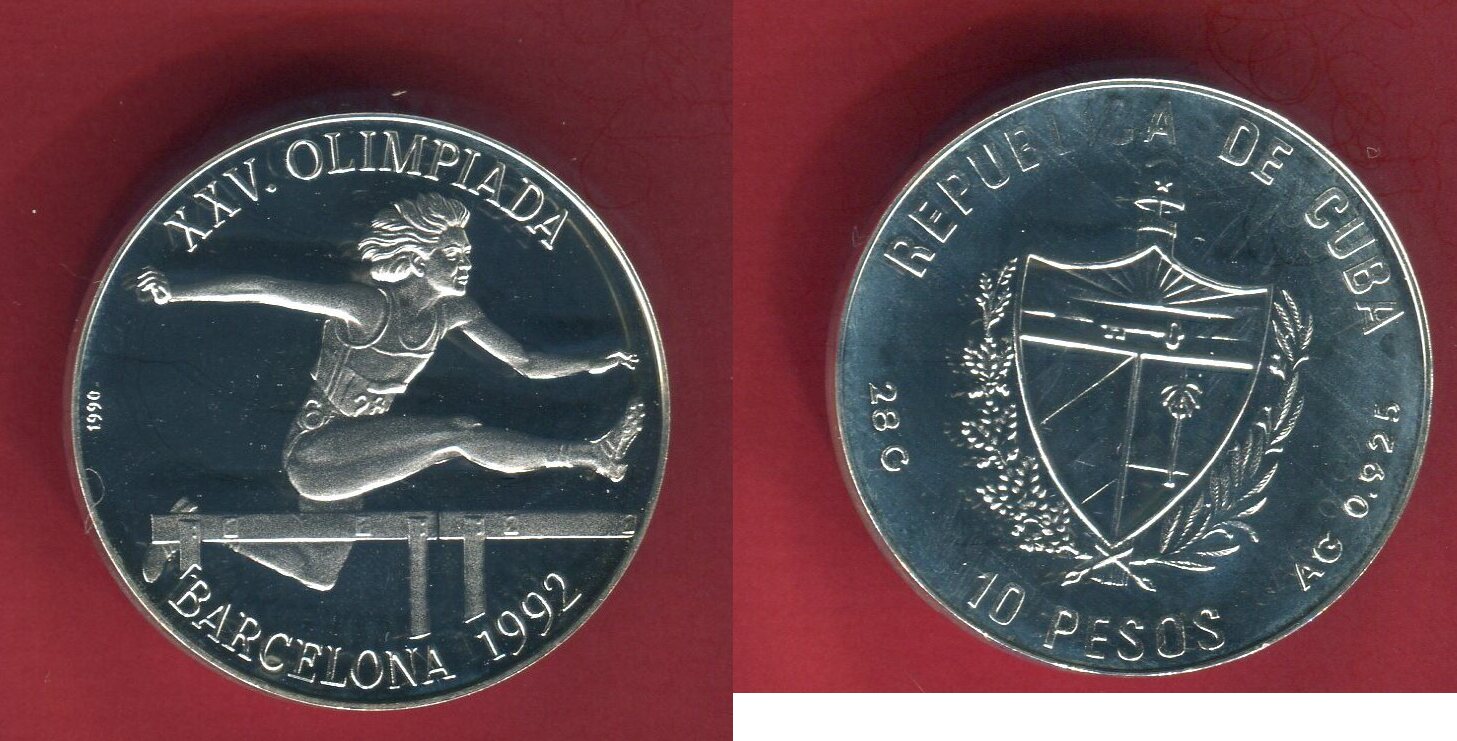 XXV. OLIMPIADA
1990
BARCELONA 1992
REPUBLICA DE CUBA
28 G
AG 0.925
10 PESOS